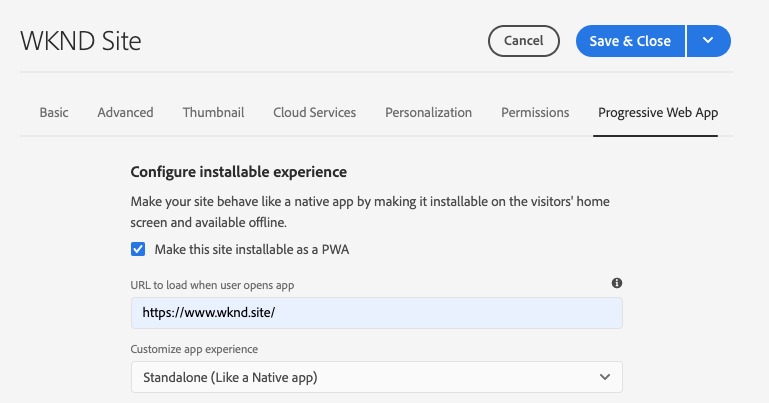 WKND Site
Cancel
Save & Close
Basic
Advanced
Thumbnail
Cloud Services
Personalization
Permissions
Progressive Web App
Configure installable experience
Make your site behave like a native app by making it installable on the visitors' home
screen and available offline.
Make this site installable as a PWA
URL to load when user opens app
https://www.wknd.site/
Customize app experience
Standalone (Like a Native app)